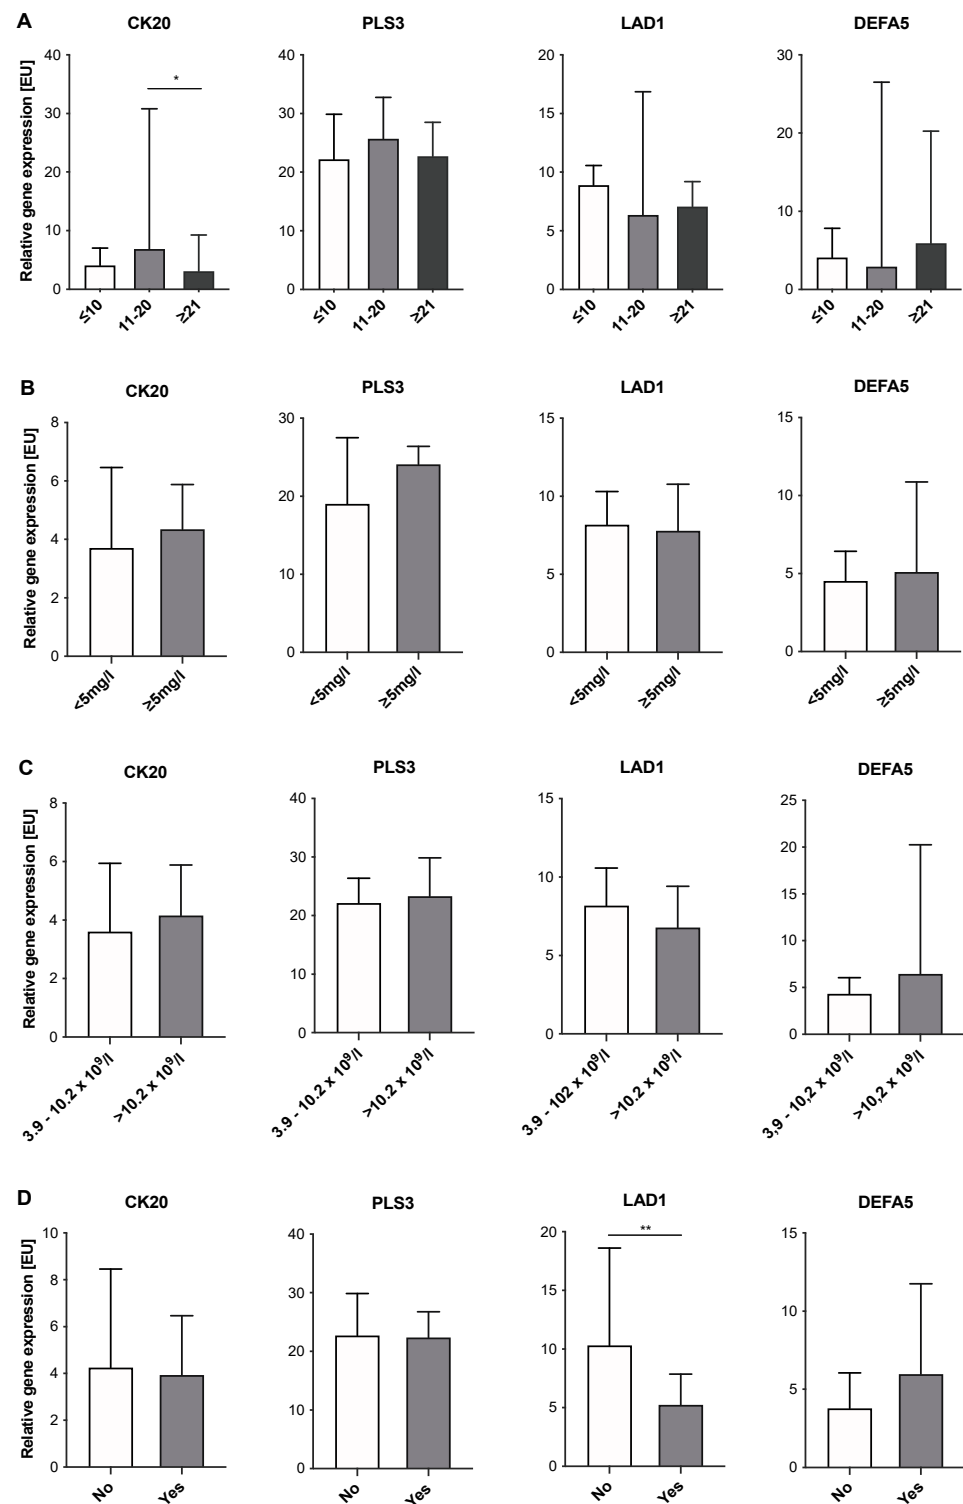 A
CK20
PLS3
LAD1
DEFA5
Relative gene expression [EU]
40
30
20
10
0
*
≤10
11-20
≥21
40
30
20
10
0
≤10
11-20
≥21
20
15
10
5
0
≤10
11-20
≥21
30
20
10
0
≤10
11-20
≥21
B
CK20
PLS3
LAD1
DEFA5
Relative gene expression [EU]
8
6
4
2
0
<5mg/l
≥5mg/l
30
20
10
0
<5mg/l
≥5mg/l
15
10
5
0
<5mg/l
≥5mg/l
15
10
5
0
<5mg/l
≥5mg/l
C
CK20
PLS3
LAD1
DEFA5
Relative gene expression [EU]
8
6
4
2
0
3.9 - 10.2 x 10⁹/l
>10.2 x 10⁹/l
40
30
20
10
0
3.9 - 10.2 x 10⁹/l
>10.2 x 10⁹/l
15
10
5
0
3.9 - 102 x 10⁹/l
>10.2 x 10⁹/l
25
20
15
10
5
0
3,9 - 10,2 x 10⁹/l
>10,2 x 10⁹/l
D
CK20
PLS3
LAD1
DEFA5
Relative gene expression [EU]
10
8
6
4
2
0
No
Yes
40
30
20
10
0
No
Yes
20
15
10
5
0
**
No
Yes
15
10
5
0
No
Yes